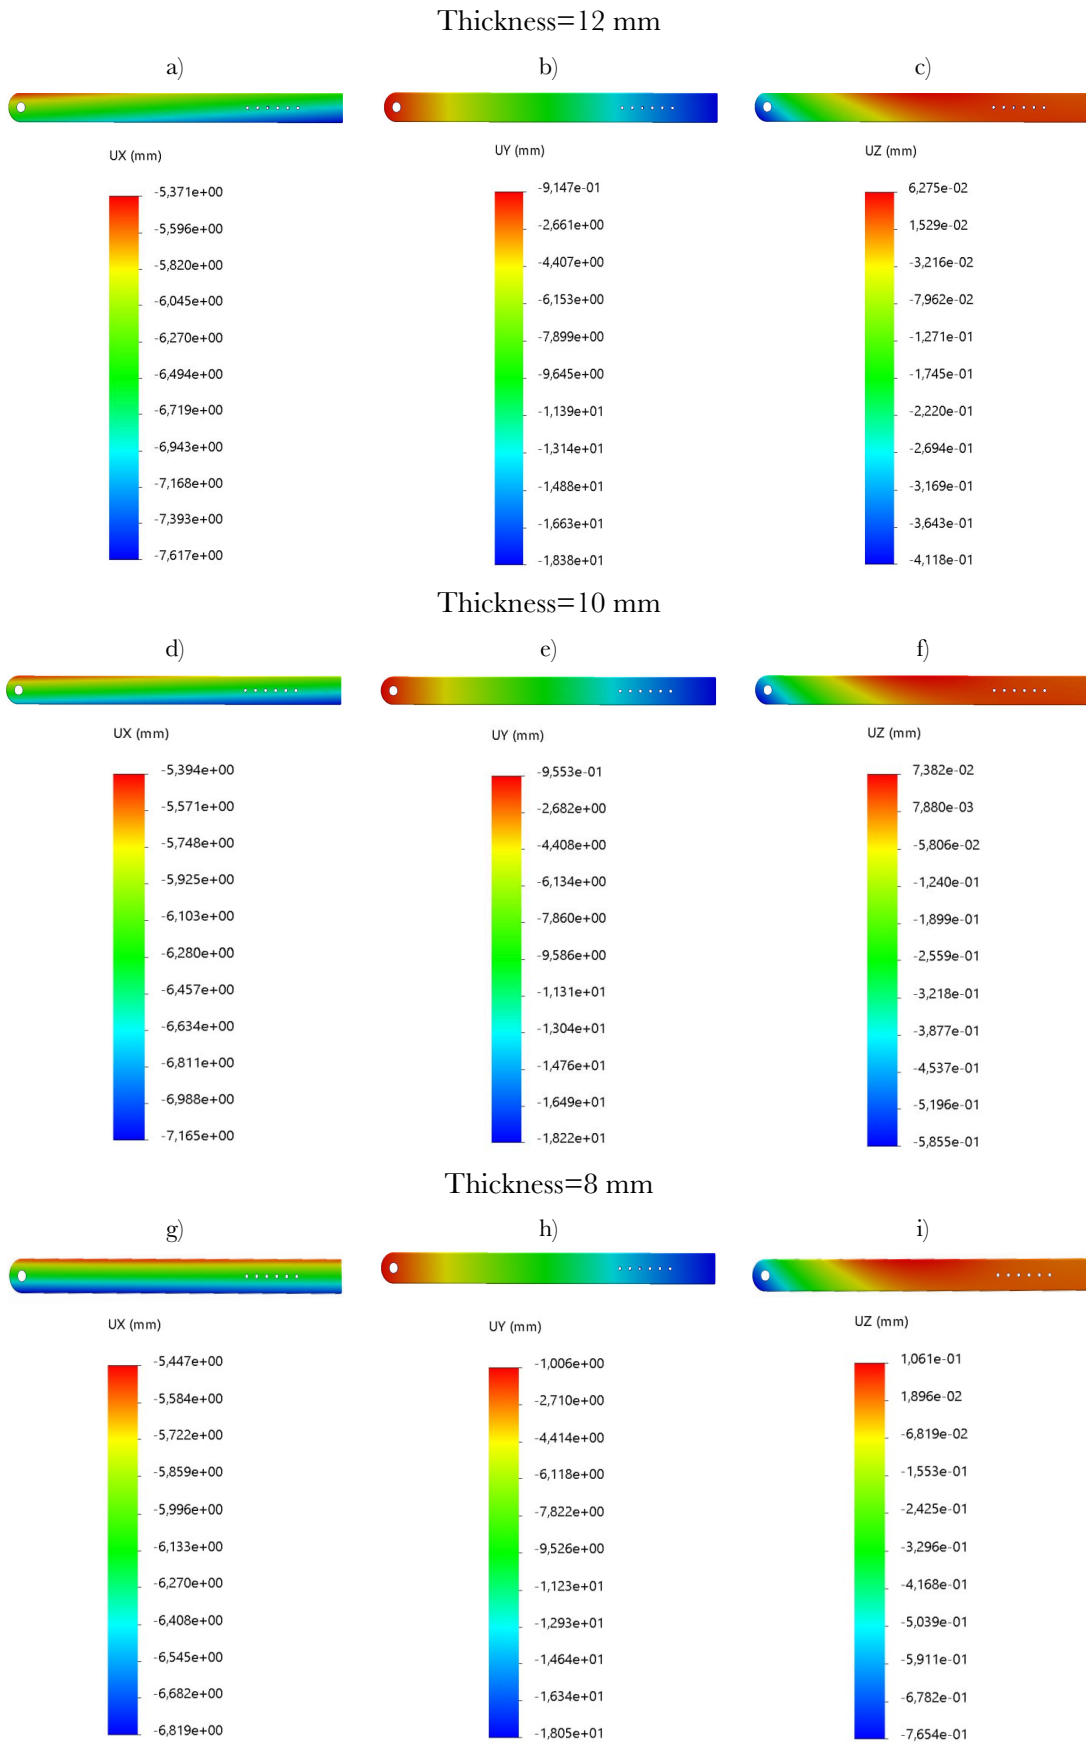 Thickness=12 mm
a)
b)
c)
UX (mm)
-5,371e+00
-5,596e+00
-5,820e+00
-6,045e+00
-6,270e+00
-6,494e+00
-6,719e+00
-6,943e+00
-7,168e+00
-7,393e+00
-7,617e+00
UY (mm)
-9,147e-01
-2,661e+00
-4,407e+00
-6,153e+00
-7,899e+00
-9,645e+00
-1,139e+01
-1,314e+01
-1,488e+01
-1,663e+01
-1,838e+01
UZ (mm)
6,275e-02
1,529e-02
-3,216e-02
-7,962e-02
-1,271e-01
-1,745e-01
-2,220e-01
-2,694e-01
-3,169e-01
-3,643e-01
-4,118e-01
Thickness=10 mm
d)
e)
f)
UX (mm)
-5,394e+00
-5,571e+00
-5,748e+00
-5,925e+00
-6,103e+00
-6,280e+00
-6,457e+00
-6,634e+00
-6,811e+00
-6,988e+00
-7,165e+00
UY (mm)
-9,553e-01
-2,682e+00
-4,408e+00
-6,134e+00
-7,860e+00
-9,586e+00
-1,131e+01
-1,304e+01
-1,476e+01
-1,649e+01
-1,822e+01
UZ (mm)
7,382e-02
7,880e-03
-5,806e-02
-1,240e-01
-1,899e-01
-2,559e-01
-3,218e-01
-3,877e-01
-4,537e-01
-5,196e-01
-5,855e-01
Thickness=8 mm
g)
h)
i)
UX (mm)
-5,447e+00
-5,584e+00
-5,722e+00
-5,859e+00
-5,996e+00
-6,133e+00
-6,270e+00
-6,408e+00
-6,545e+00
-6,682e+00
-6,819e+00
UY (mm)
-1,006e+00
-2,710e+00
-4,414e+00
-6,118e+00
-7,822e+00
-9,526e+00
-1,123e+01
-1,293e+01
-1,464e+01
-1,634e+01
-1,805e+01
UZ (mm)
1,061e-01
1,896e-02
-6,819e-02
-1,553e-01
-2,425e-01
-3,296e-01
-4,168e-01
-5,039e-01
-5,911e-01
-6,782e-01
-7,654e-01